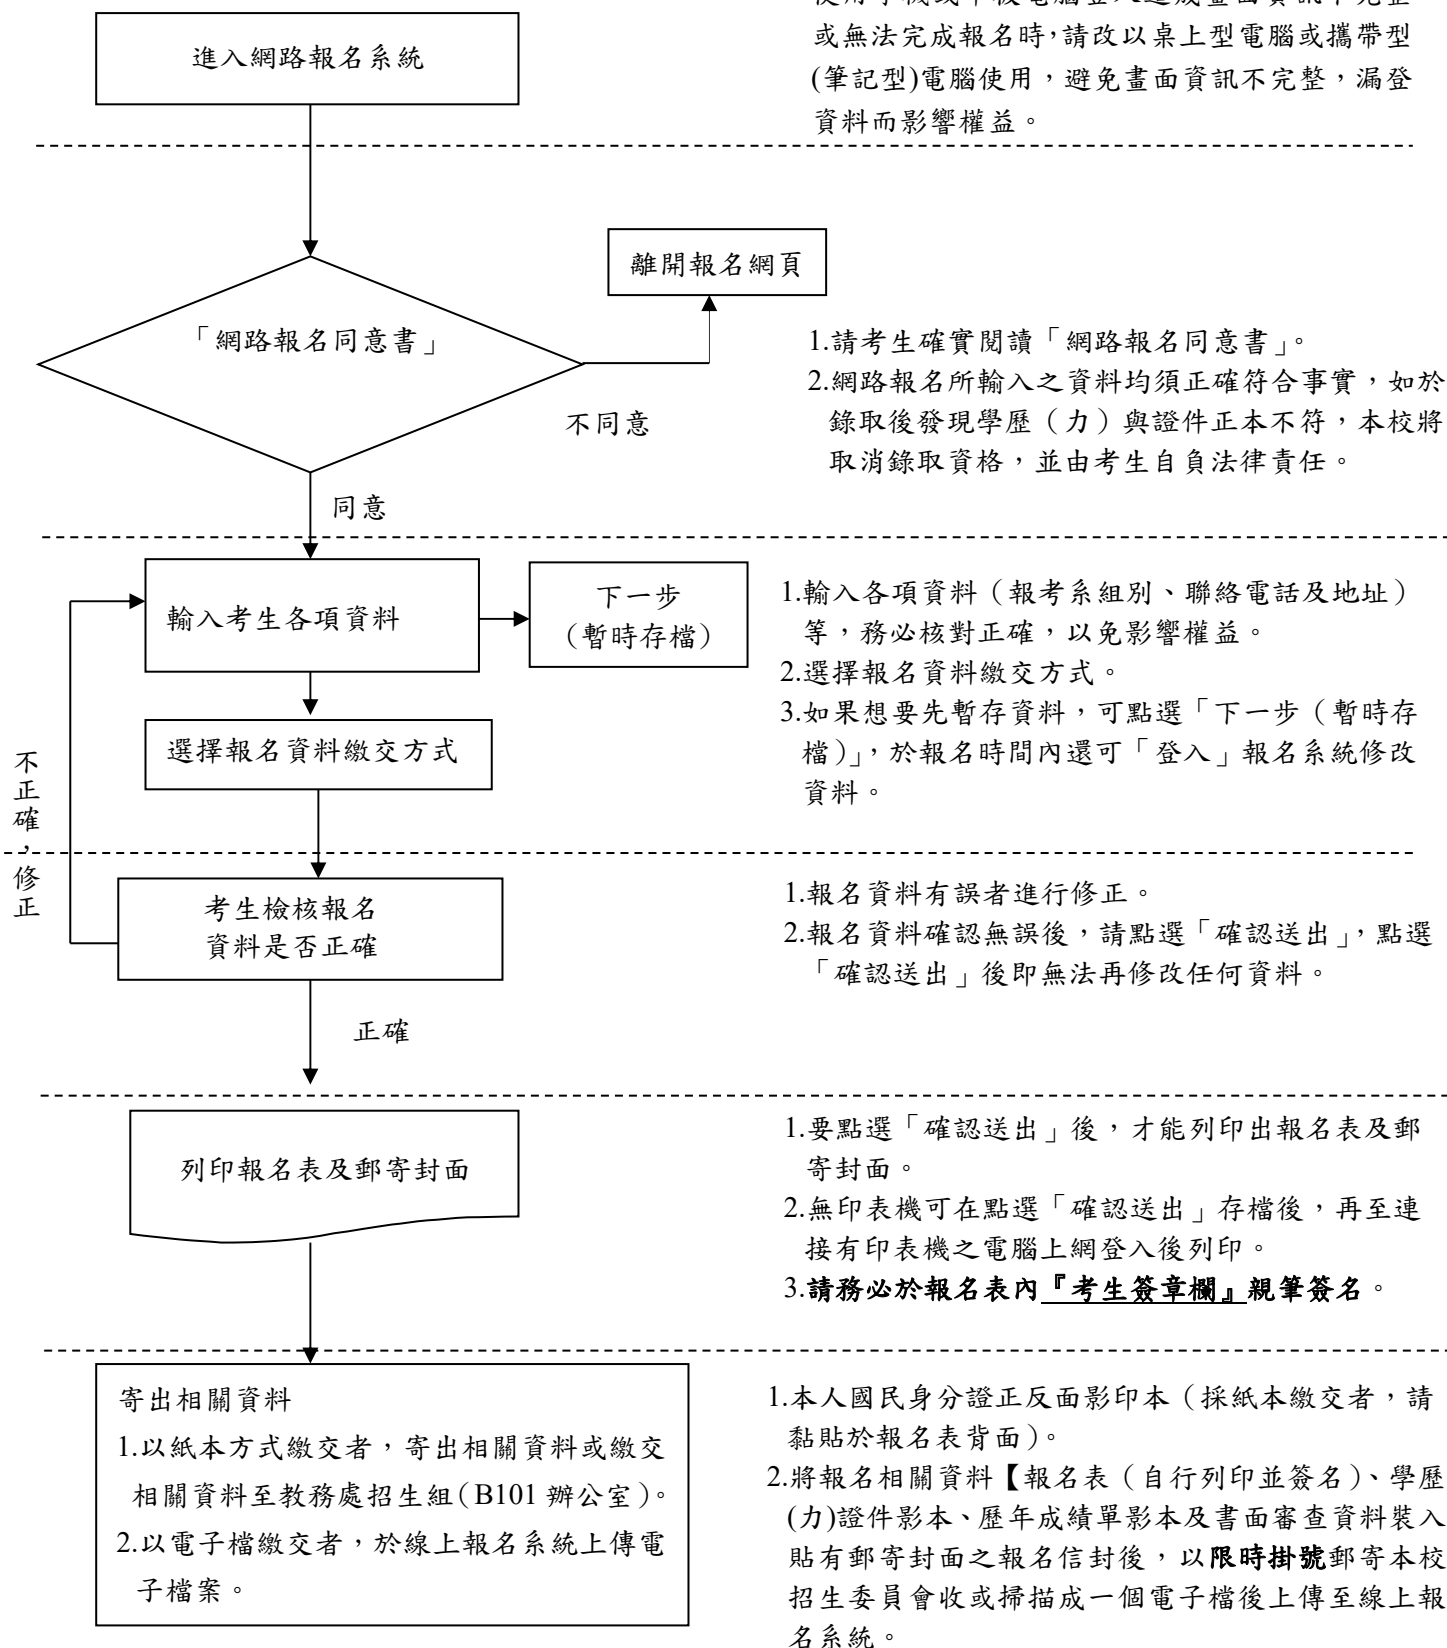 進入網路報名系統
或無法完成報名時,請改以桌上型電腦或攜帶型
(筆記型)電腦使用，避免畫面資訊不完整，漏登
資料而影響權益。
離開報名網頁
「網路報名同意書」
不同意
同意
1.請考生確實閱讀「網路報名同意書」。
2.網路報名所輸入之資料均須正確符合事實，如於
錄取後發現學歷（力）與證件正本不符，本校將
取消錄取資格，並由考生自負法律責任。
輸入考生各項資料
下一步
（暫時存檔）
選擇報名資料繳交方式
1.輸入各項資料（報考系組別、聯絡電話及地址）
等，務必核對正確，以免影響權益。
2.選擇報名資料繳交方式。
3.如果想要先暫存資料，可點選「下一步（暫時存
檔）」，於報名時間內還可「登入」報名系統修改
資料。
不正確，修正
考生檢核報名
資料是否正確
正確
1.報名資料有誤者進行修正。
2.報名資料確認無誤後，請點選「確認送出」，點選
「確認送出」後即無法再修改任何資料。
列印報名表及郵寄封面
1.要點選「確認送出」後，才能列印出報名表及郵
寄封面。
2.無印表機可在點選「確認送出」存檔後，再至連
接有印表機之電腦上網登入後列印。
3.請務必於報名表內『考生簽章欄』親筆簽名。
寄出相關資料
1.以紙本方式繳交者，寄出相關資料或繳交
相關資料至教務處招生組(B101 辦公室)。
2.以電子檔繳交者，於線上報名系統上傳電
子檔案。
1.本人國民身分證正反面影印本（採紙本繳交者，請
黏貼於報名表背面）。
2.將報名相關資料【報名表（自行列印並簽名）、學歷
(力)證件影本、歷年成績單影本及書面審查資料裝入
貼有郵寄封面之報名信封後，以限時掛號郵寄本校
招生委員會收或掃描成一個電子檔後上傳至線上報
名系統。